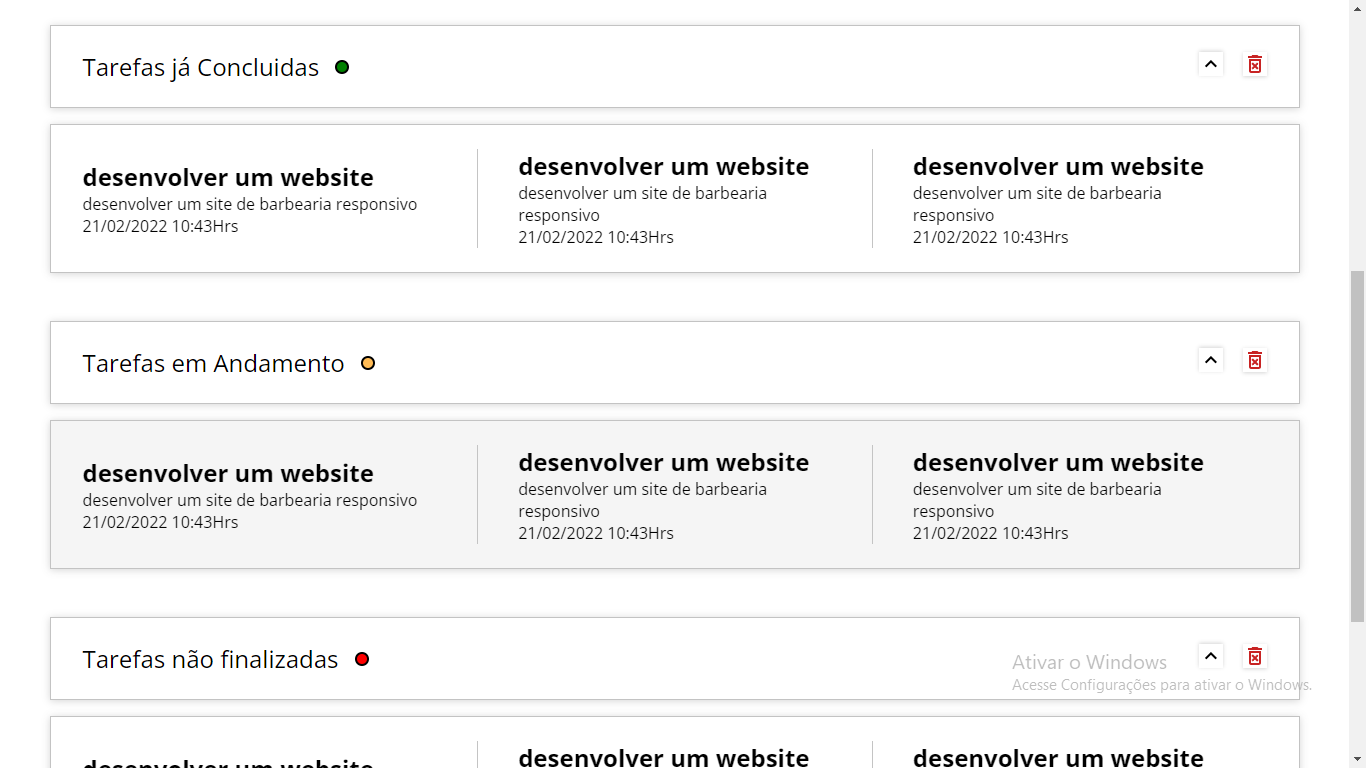 Tarefas já Concluidas
desenvolver um website
desenvolver um site de barbearia responsivo
21/02/2022 10:43Hrs
desenvolver um website
desenvolver um site de barbearia
responsivo
21/02/2022 10:43Hrs
desenvolver um website
desenvolver um site de barbearia
responsivo
21/02/2022 10:43Hrs
Tarefas em Andamento
desenvolver um website
desenvolver um site de barbearia responsivo
21/02/2022 10:43Hrs
desenvolver um website
desenvolver um site de barbearia
responsivo
21/02/2022 10:43Hrs
desenvolver um website
desenvolver um site de barbearia
responsivo
21/02/2022 10:43Hrs
Tarefas não finalizadas
Ativar o Windows
Acesse Configurações para ativar o Windows.
desenvolver um website
desenvolver um website
desenvolver um website